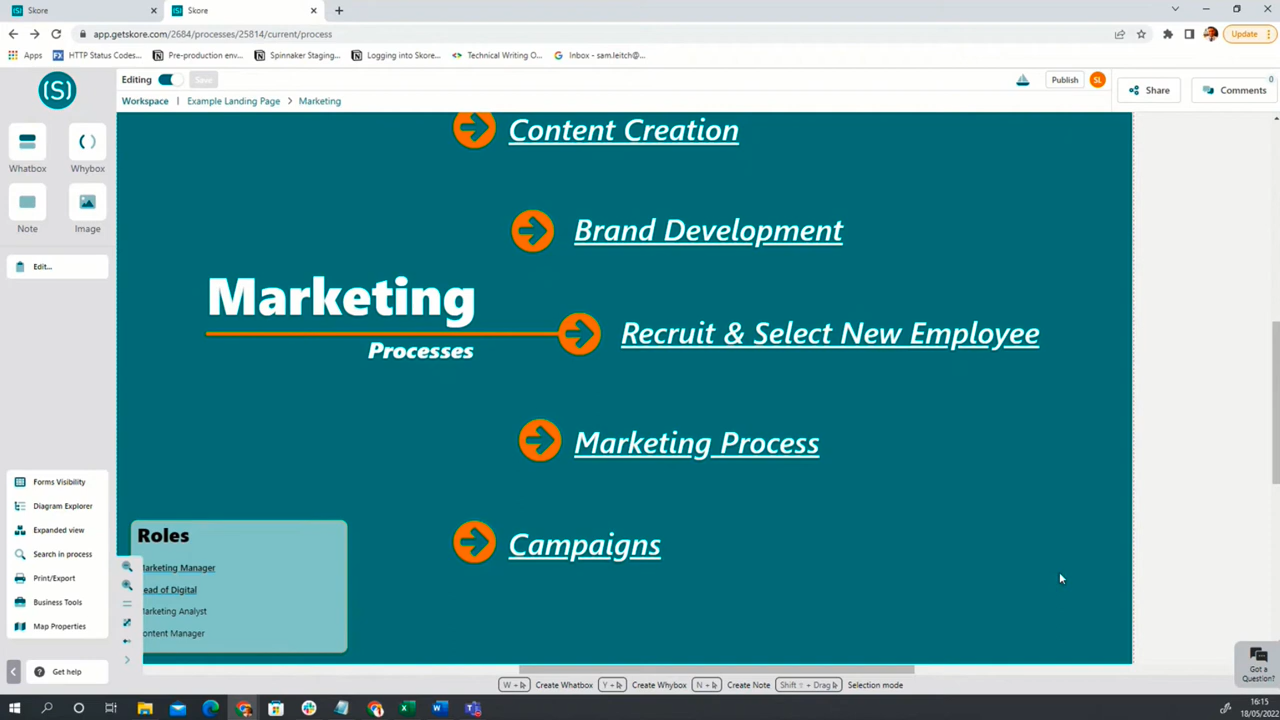 Skore
Skore
app.getskore.com/2684/processes/25814/current/process
Update
Apps
HTTP Status Codes...
Pre-production env...
Spinnaker Staging...
Logging into Skore...
Technical Writing O...
Inbox - sam.leitch@...
(S)
Editing
Save
Publish
SL
Share
Comments
0
Workspace
Example Landing Page
Marketing
Whatbox
Whybox
Note
Image
Edit...
Content Creation
Brand Development
Marketing
Processes
Recruit & Select New Employee
Marketing Process
Campaigns
Roles
Marketing Manager
ead of Digital
Marketing Analyst
ontent Manager
Forms Visibility
Diagram Explorer
Expanded view
Search in process
Print/Export
Business Tools
Map Properties
Get help
Got a
Question?
W +
Create Whatbox
Y +
Create Whybox
N +
Create Note
Shift ⇧ + Drag
Selection mode
16:15
18/05/2022